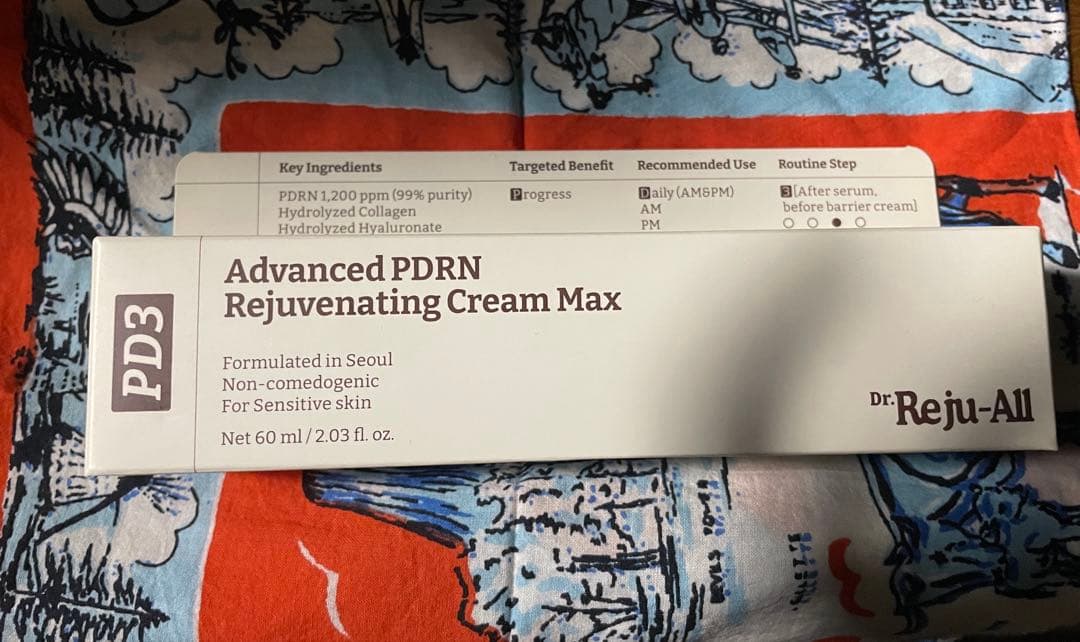 Key Ingredients Targeted Benefit Recommended Use Routine Step
PDRN 1,200 ppm (99% purity) Progress Daily (AM&PM) 3[After serum,
Hydrolyzed Collagen AM before barrier cream]
Hydrolyzed Hyaluronate PM
Advanced PDRN
Rejuvenating Cream Max
PD3
Formulated in Seoul
Non-comedogenic
For Sensitive skin
Net 60 ml / 2.03 fl. oz.
Dr. Reju-All
DEVILS TOWER